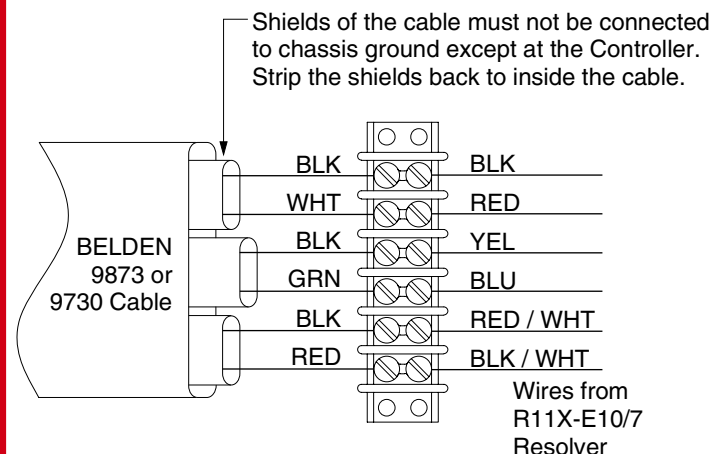 Shields of the cable must not be connected
to chassis ground except at the Controller.
Strip the shields back to inside the cable.
BLK BLK
WHT RED
BLK YEL
BELDEN
9873 or
9730 Cable
GRN BLU
BLK RED / WHT
RED BLK / WHT
Wires from
R11X-E10/7
Resolver